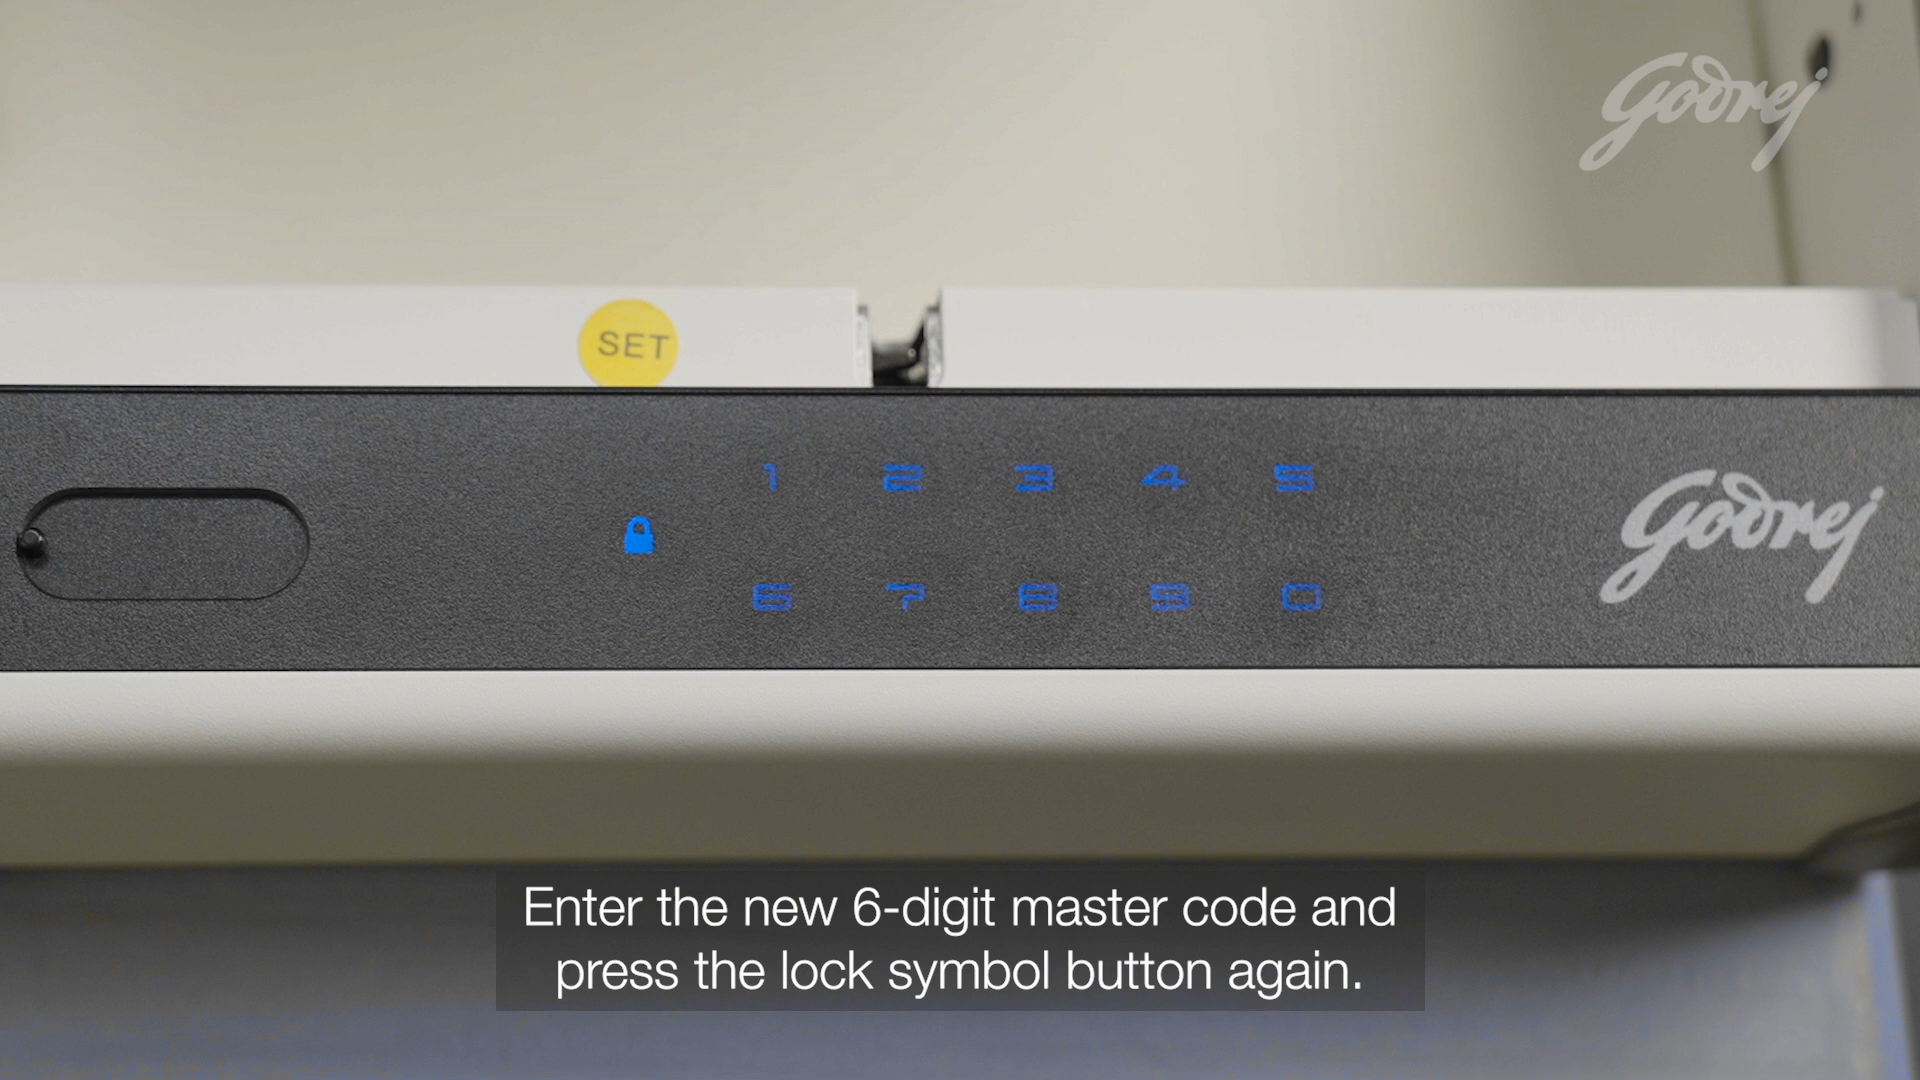 Godrej
SET
1 2 3 4 5
Godrej
6 7 8 9 0
Enter the new 6-digit master code and
press the lock symbol button again.